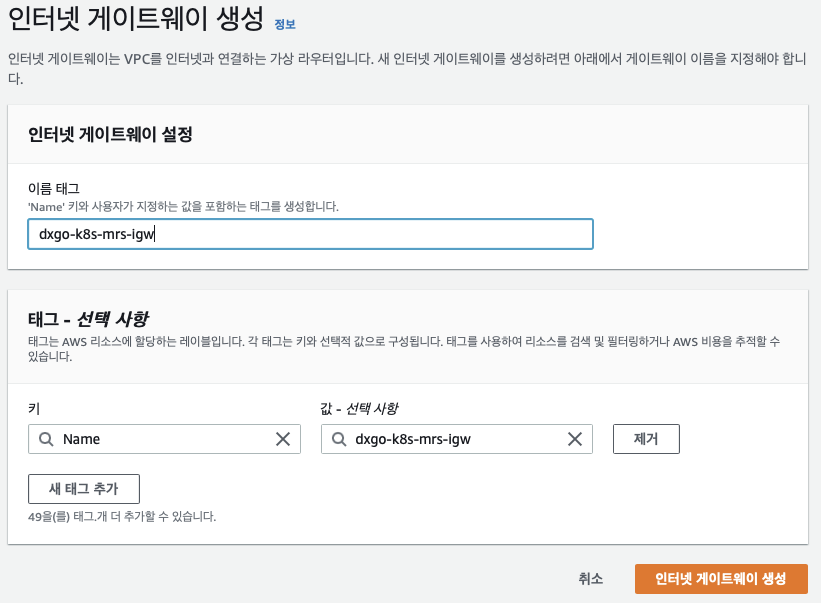 인터넷 게이트웨이 생성 정보
인터넷 게이트웨이는 VPC를 인터넷과 연결하는 가상 라우터입니다. 새 인터넷 게이트웨이를 생성하려면 아래에서 게이트웨이 이름을 지정해야 합니
다.
인터넷 게이트웨이 설정
이름 태그
'Name' 키와 사용자가 지정하는 값을 포함하는 태그를 생성합니다.
dxgo-k8s-mrs-igw
태그 - 선택 사항
태그는 AWS 리소스에 할당하는 레이블입니다. 각 태그는 키와 선택적 값으로 구성됩니다. 태그를 사용하여 리소스를 검색 및 필터링하거나 AWS 비용을 추적할 수
있습니다.
키 값 - 선택 사항
Name dxgo-k8s-mrs-igw 제거
새 태그 추가
49을(를) 태그.개 더 추가할 수 있습니다.
취소 인터넷 게이트웨이 생성